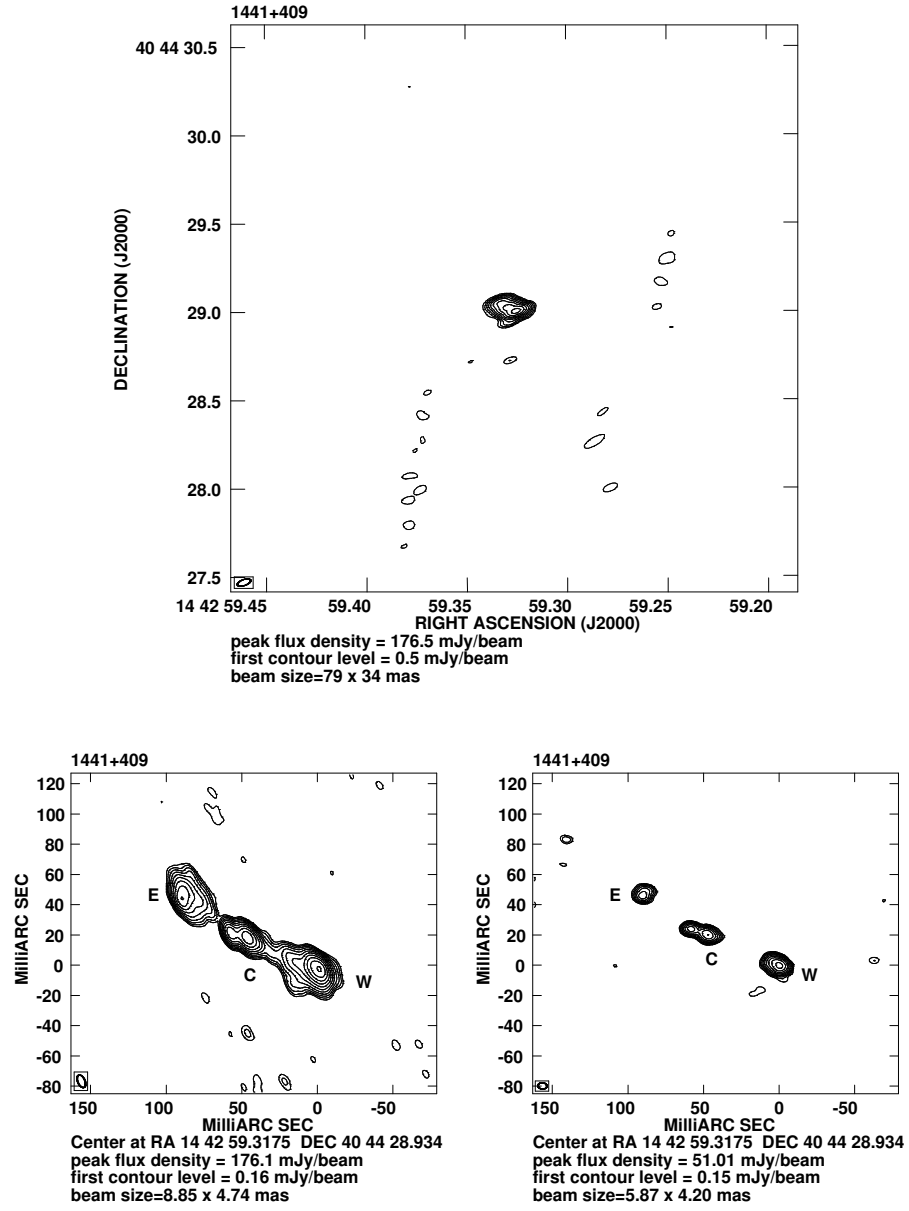 1441+409
40 44 30.5
30.0
29.5
29.0
28.5
28.0
27.5
DECLINATION (J2000)
14 42 59.45 59.40 59.35 59.30 59.25 59.20
RIGHT ASCENSION (J2000)
peak flux density = 176.5 mJy/beam
first contour level = 0.5 mJy/beam
beam size=79 x 34 mas
1441+409
120
100
80
60
40
20
0
-20
-40
-60
-80
MilliARC SEC
E
C
W
150 100 50 0 -50
MilliARC SEC
Center at RA 14 42 59.3175 DEC 40 44 28.934
peak flux density = 176.1 mJy/beam
first contour level = 0.16 mJy/beam
beam size=8.85 x 4.74 mas
1441+409
120
100
80
60
40
20
0
-20
-40
-60
-80
MilliARC SEC
E
C
W
150 100 50 0 -50
MilliARC SEC
Center at RA 14 42 59.3175 DEC 40 44 28.934
peak flux density = 51.01 mJy/beam
first contour level = 0.15 mJy/beam
beam size=5.87 x 4.20 mas